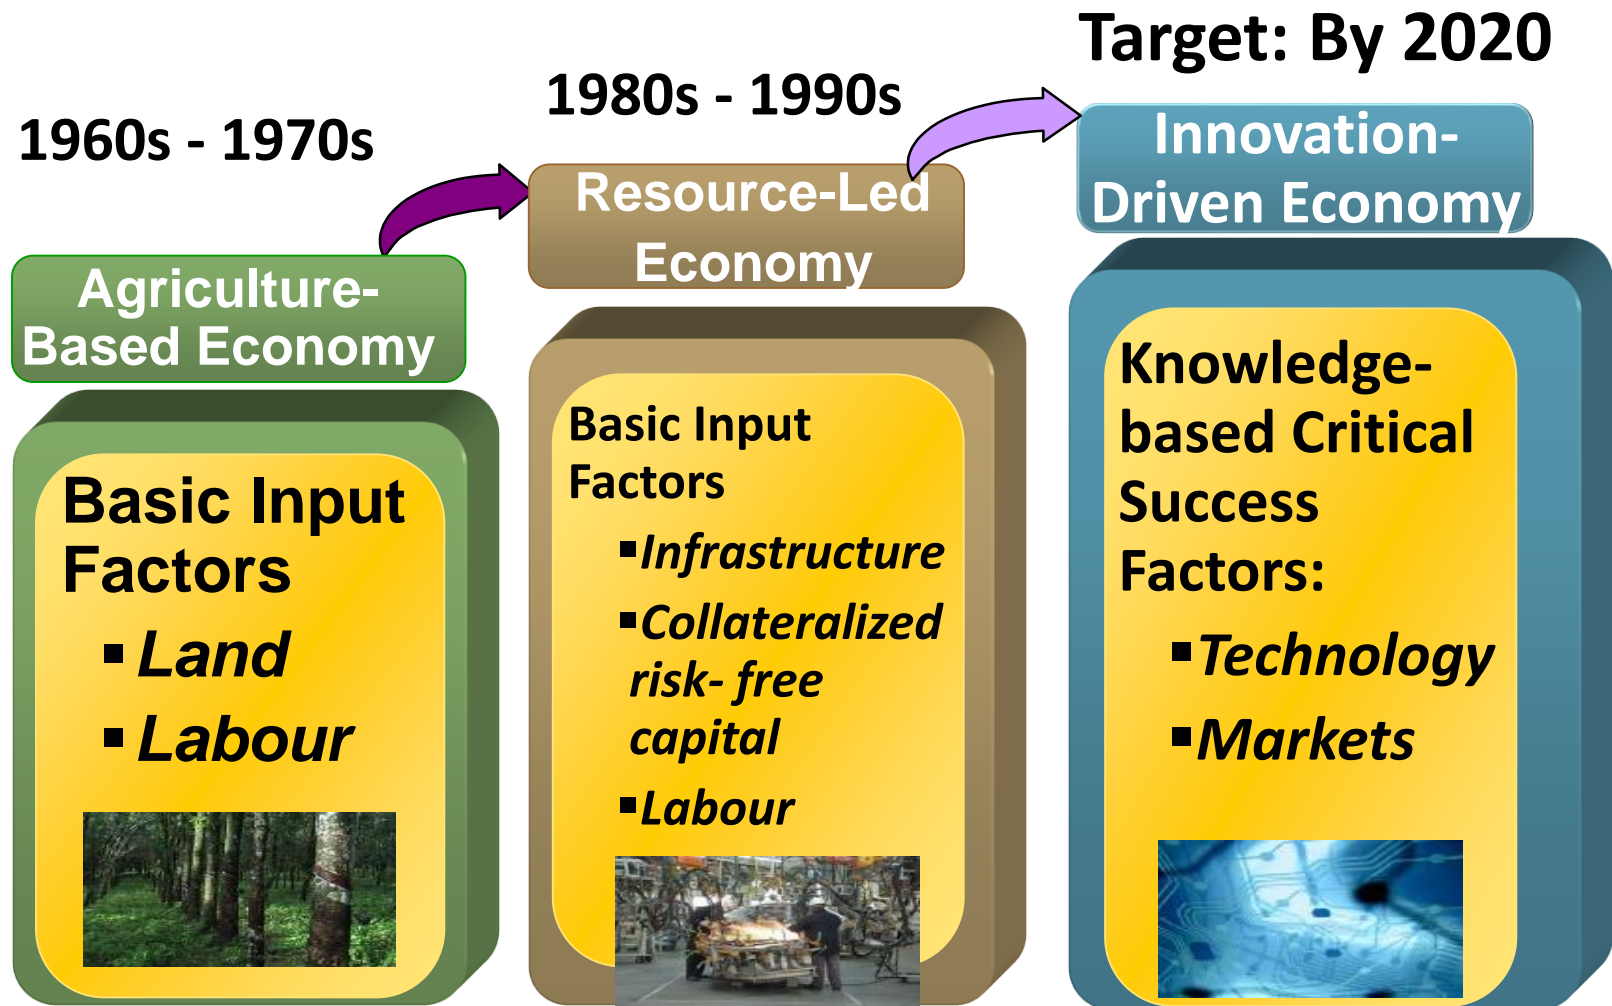 1960s - 1970s
Agriculture-
Based Economy
Basic Input
Factors
▪ Land
▪ Labour
1980s - 1990s
Resource-Led
Economy
Basic Input
Factors
▪Infrastructure
▪Collateralized
risk- free
capital
▪Labour
Target: By 2020
Innovation-
Driven Economy
Knowledge-
based Critical
Success
Factors:
▪Technology
▪Markets